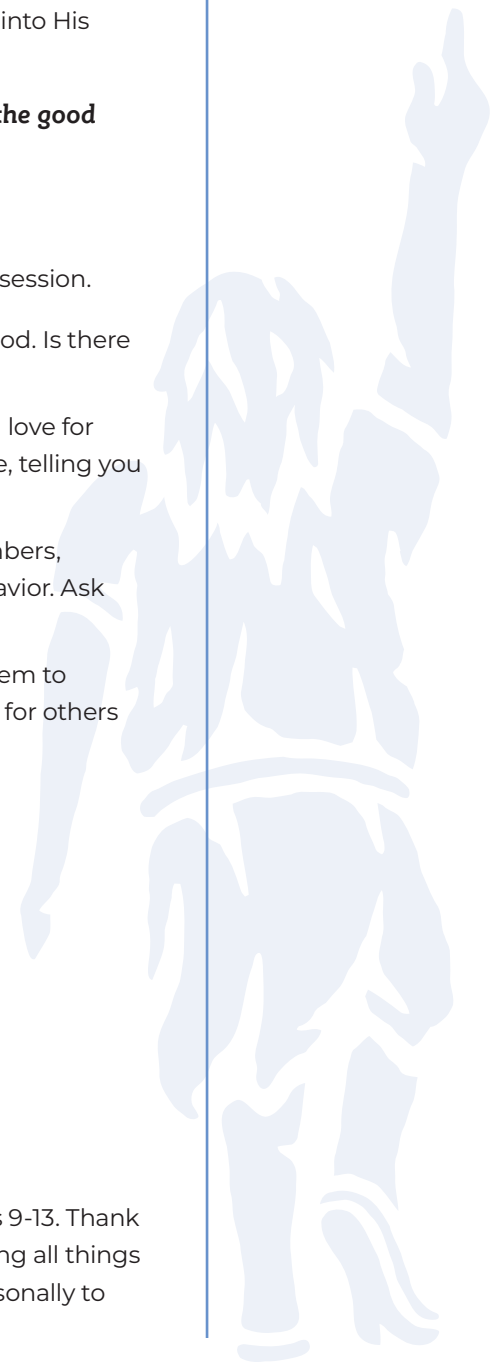 into His
the good
session.
od. Is there
love for
e, telling you
bers,
avior. Ask
em to
for others
s 9-13. Thank
ng all things
sonally to